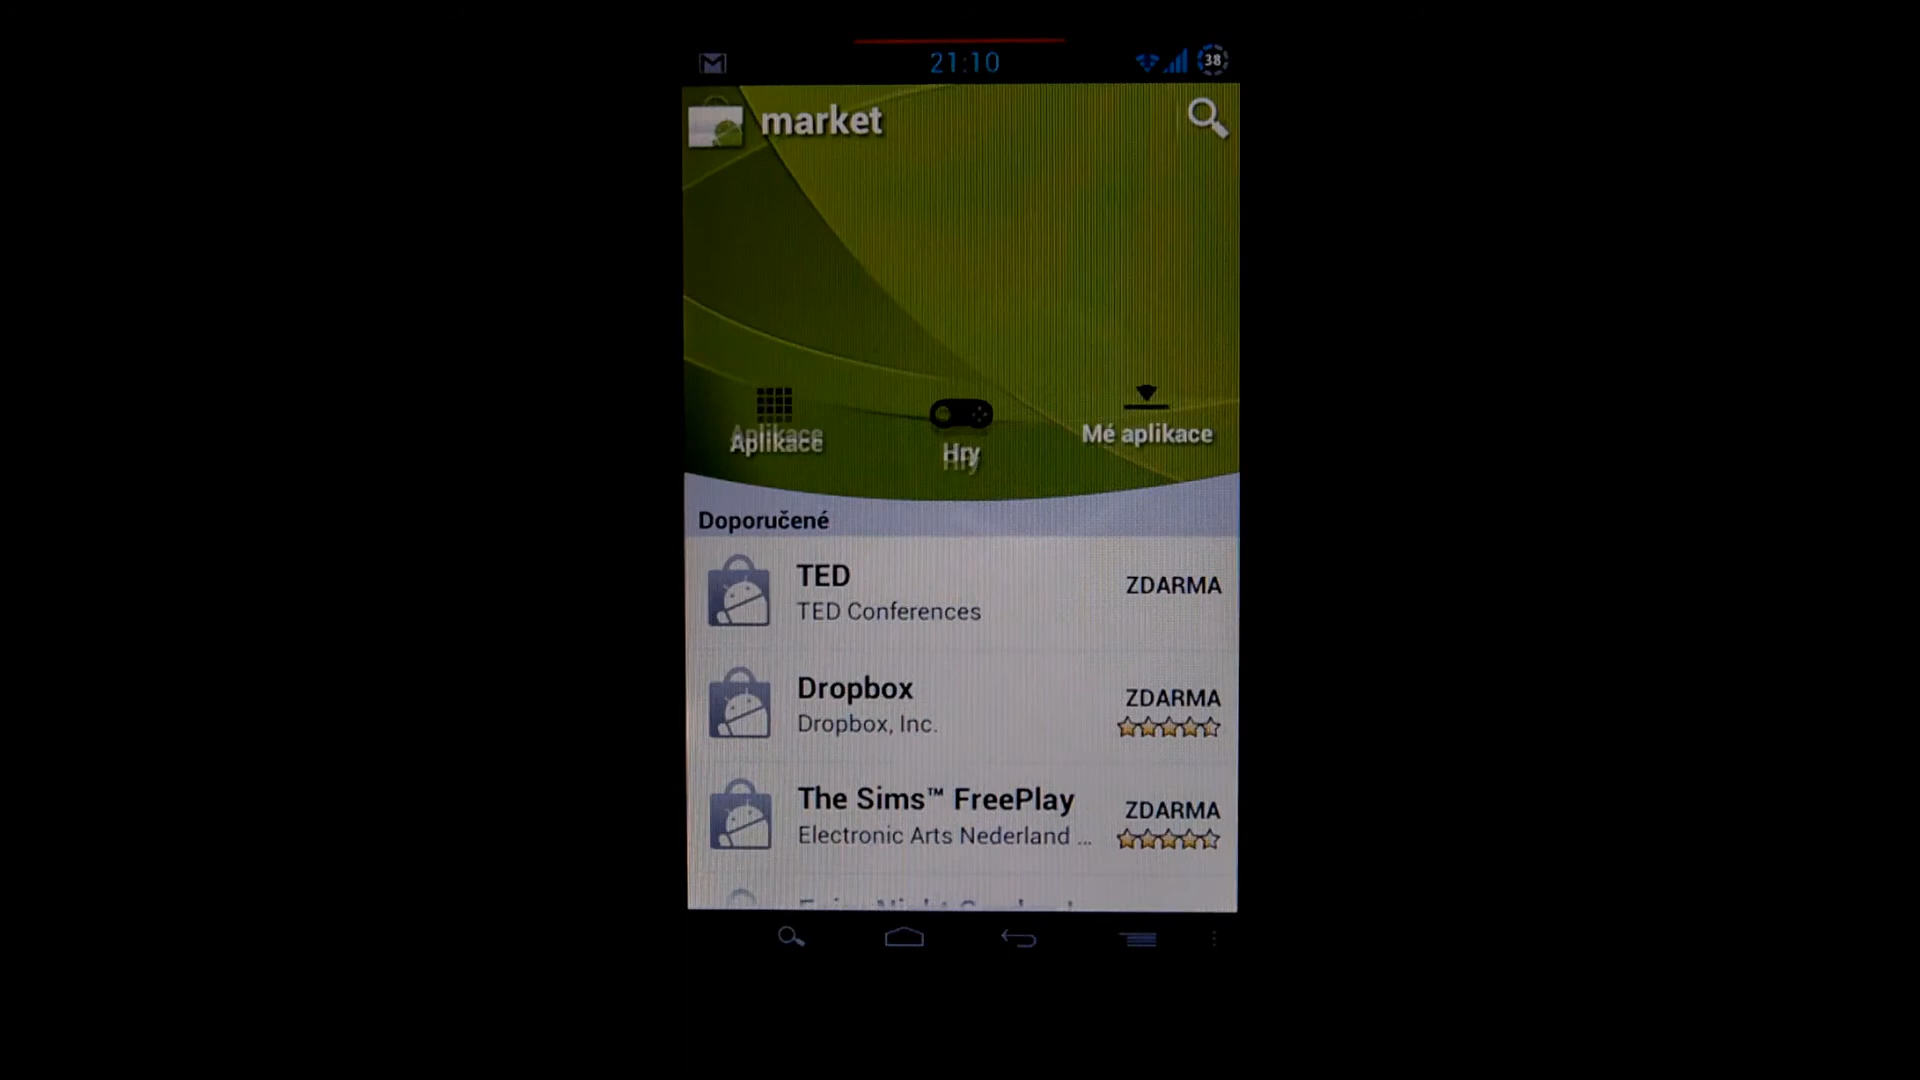 21:10
38
market
Aplikace
Hry
Mé aplikace
Doporučené
TED
ZDARMA
TED Conferences
Dropbox
ZDARMA
Dropbox, Inc.
The Sims™ FreePlay
ZDARMA
Electronic Arts Nederland ...